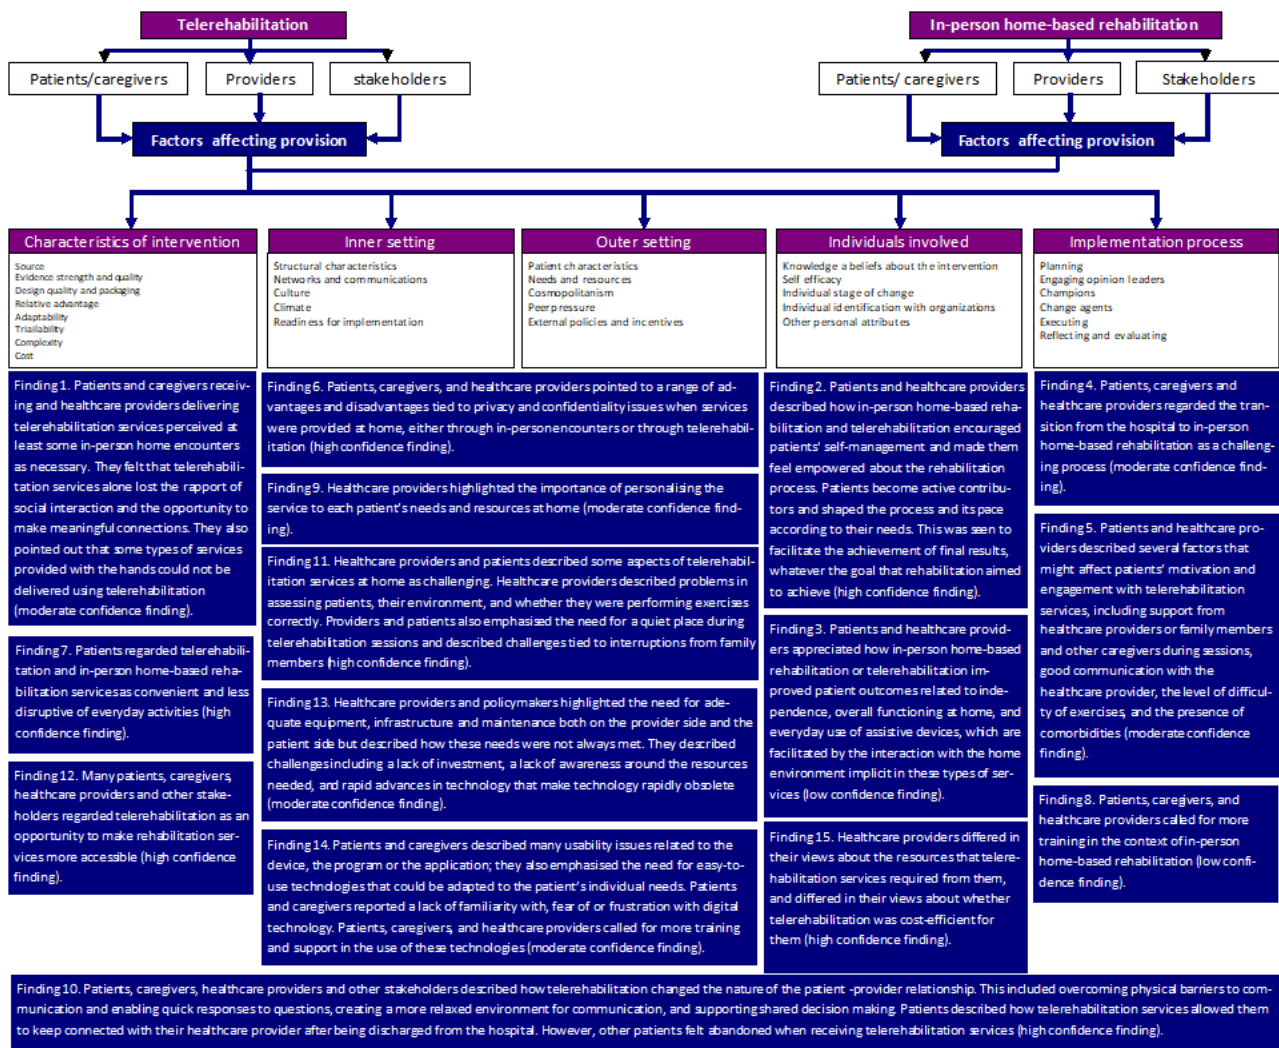 Telerehabilitation
In-person home-based rehabilitation
Patients/caregivers
Providers
stakeholders
Patients/ caregivers
Providers
Stakeholders
Factors affecting provision
Factors affecting provision
Characteristics of intervention
Source
Evidence strength and quality
Design quality and packaging
Relative advantage
Adaptability
Triailability
Complexity
Cost
Inner setting
Structural characteristics
Networks and communications
Culture
Climate
Readiness for implementation
Outer setting
Patient characteristics
Needs and resources
Cosmopolitanism
Peer pressure
External policies and incentives
Individuals involved
Knowledge a beliefs about the intervention
Self efficacy
Individual stage of change
Individual identification with organizations
Other personal attributes
Implementation process
Planning
Engaging opinion leaders
Champions
Change agents
Executing
Reflecting and evaluating
Finding 1. Patients and caregivers receiv-
ing and healthcare providers delivering
telerehabilitation services perceived at
least some in-person home encounters
as necessary. They felt that telerehabili-
tation services alone lost the rapport of
social interaction and the opportunity to
make meaningful connections. They also
pointed out that some types of services
provided with the hands could not be
delivered using telerehabilitation
(moderate confidence finding).
Finding 7. Patients regarded telerehabili-
tation and in-person home-based reha-
bilitation services as convenient and less
disruptive of everyday activities (high
confidence finding).
Finding 12. Many patients, caregivers,
healthcare providers and other stake-
holders regarded telerehabilitation as an
opportunity to make rehabilitation ser-
vices more accessible (high confidence
finding).
Finding 6. Patients, caregivers, and healthcare providers pointed to a range of ad-
vantages and disadvantages tied to privacy and confidentiality issues when services
were provided at home, either through in-person encounters or through telerehabil-
itation (high confidence finding).
Finding 9. Healthcare providers highlighted the importance of personalising the
service to each patient's needs and resources at home (moderate confidence find-
ing).
Finding 11. Healthcare providers and patients described some aspects of telerehabil-
itation services at home as challenging. Healthcare providers described problems in
assessing patients, their environment, and whether they were performing exercises
correctly. Providers and patients also emphasised the need for a quiet place during
telerehabilitation sessions and described challenges tied to interruptions from family
members (high confidence finding).
Finding 13. Healthcare providers and policymakers highlighted the need for ade-
quate equipment, infrastructure and maintenance both on the provider side and the
patient side but described how these needs were not always met. They described
challenges including a lack of investment, a lack of awareness around the resources
needed, and rapid advances in technology that make technology rapidly obsolete
(moderate confidence finding).
Finding 14. Patients and caregivers described many usability issues related to the
device, the program or the application; they also emphasised the need for easy-to-
use technologies that could be adapted to the patient's individual needs. Patients
and caregivers reported a lack of familiarity with, fear of or frustration with digital
technology. Patients, caregivers, and healthcare providers called for more training
and support in the use of these technologies (moderate confidence finding).
Finding 2. Patients and healthcare providers
described how in-person home-based reha-
bilitation and telerehabilitation encouraged
patients' self-management and made them
feel empowered about the rehabilitation
process. Patients become active contribu-
tors and shaped the process and its pace
according to their needs. This was seen to
facilitate the achievement of final results,
whatever the goal that rehabilitation aimed
to achieve (high confidence finding).
Finding 3. Patients and healthcare provid-
ers appreciated how in-person home-based
rehabilitation or telerehabilitation im-
proved patient outcomes related to inde-
pendence, overall functioning at home, and
everyday use of assistive devices, which are
facilitated by the interaction with the home
environment implicit in these types of ser-
vices (low confidence finding).
Finding 15. Healthcare providers differed in
their views about the resources that telere-
habilitation services required from them,
and differed in their views about whether
telerehabilitation was cost-efficient for
them (high confidence finding).
Finding 4. Patients, caregivers and
healthcare providers regarded the tran-
sition from the hospital to in-person
home-based rehabilitation as a challeng-
ing process (moderate confidence find-
ing).
Finding 5. Patients and healthcare pro-
viders described several factors that
might affect patients' motivation and
engagement with telerehabilitation
services, including support from
healthcare providers or family members
and other caregivers during sessions,
good communication with the
healthcare provider, the level of difficul-
ty of exercises, and the presence of
comorbidities (moderate confidence
finding).
Finding 8. Patients, caregivers, and
healthcare providers called for more
training in the context of in-person
home-based rehabilitation (low confi-
dence finding).
Finding 10. Patients, caregivers, healthcare providers and other stakeholders described how telerehabilitation changed the nature of the patient -provider relationship. This included overcoming physical barriers to com-
munication and enabling quick responses to questions, creating a more relaxed environment for communication, and supporting shared decision making. Patients described how telerehabilitation services allowed them
to keep connected with their healthcare provider after being discharged from the hospital. However, other patients felt abandoned when receiving telerehabilitation services (high confidence finding).